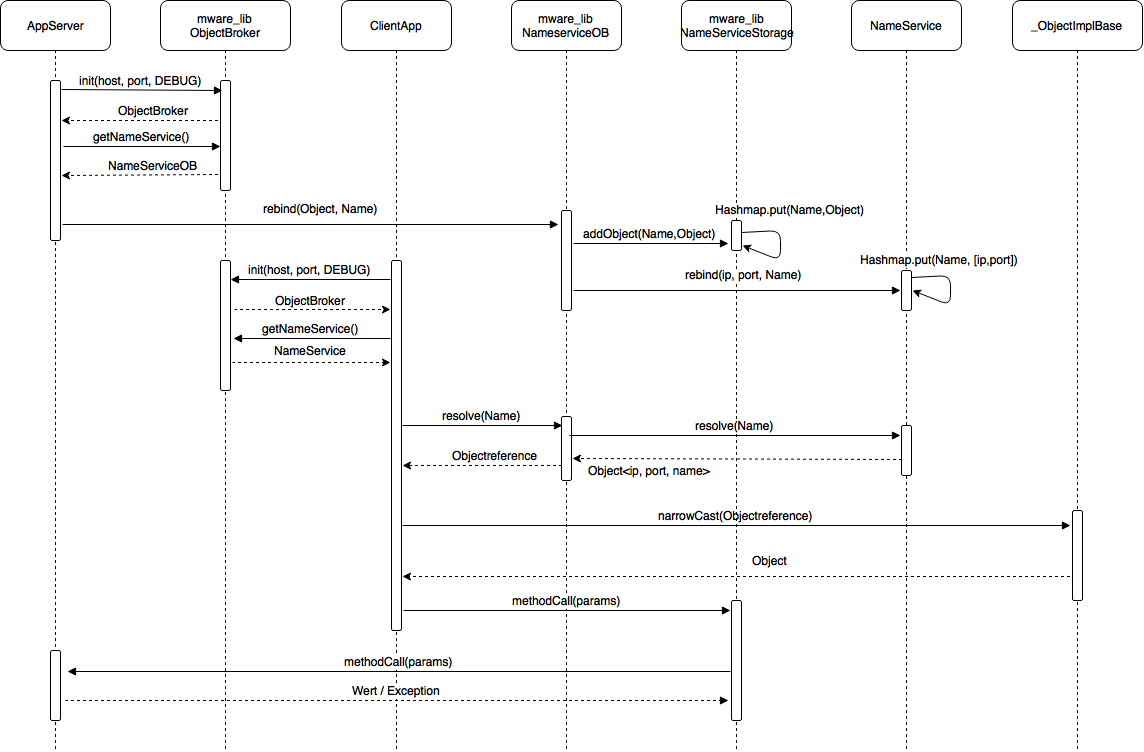 AppServer
mware_lib
ObjectBroker
ClientApp
mware_lib
NameserviceOB
mware_lib
NameServiceStorage
NameService
_ObjectImplBase
init(host, port, DEBUG)
ObjectBroker
getNameService()
NameServiceOB
rebind(Object, Name)
Hashmap.put(Name,Object)
addObject(Name,Object)
Hashmap.put(Name, [ip,port])
init(host, port, DEBUG)
rebind(ip, port, Name)
ObjectBroker
getNameService()
NameService
resolve(Name)
resolve(Name)
Objectreference
Object<ip, port, name>
narrowCast(Objectreference)
Object
methodCall(params)
methodCall(params)
Wert / Exception